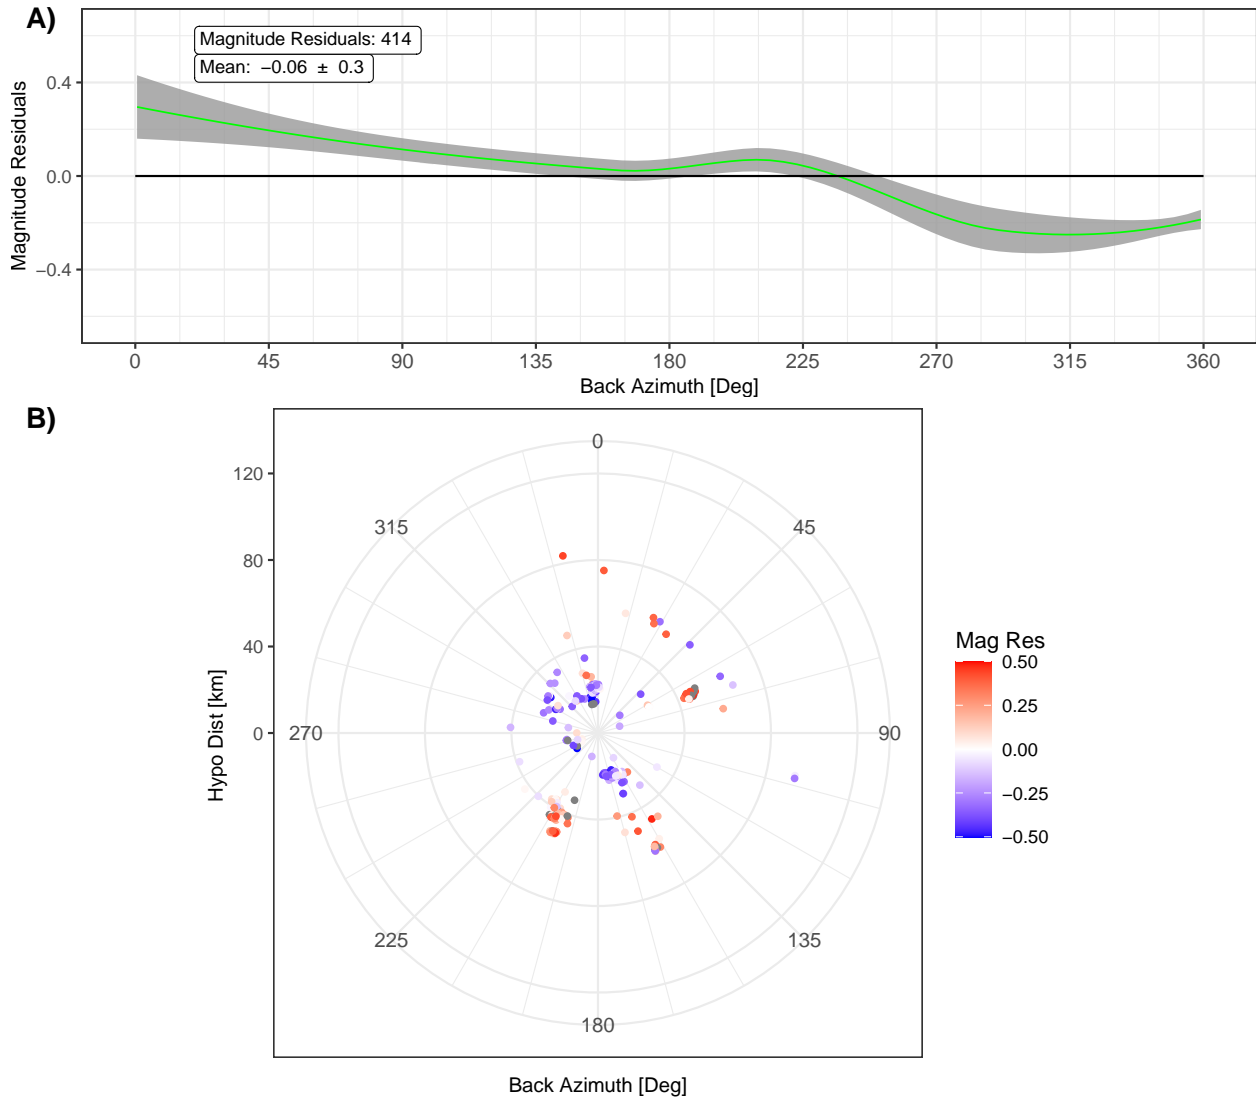 A)
Magnitude Residuals: 414
Mean:  −0.06  ±  0.3
Magnitude Residuals
0.4
0.0
−0.4
0 45 90 135 180 225 270 315 360
Back Azimuth [Deg]
B)
Hypo Dist [km]
120
80
40
0
0
45
90
135
180
225
270
315
Back Azimuth [Deg]
Mag Res
0.50
0.25
0.00
−0.25
−0.50